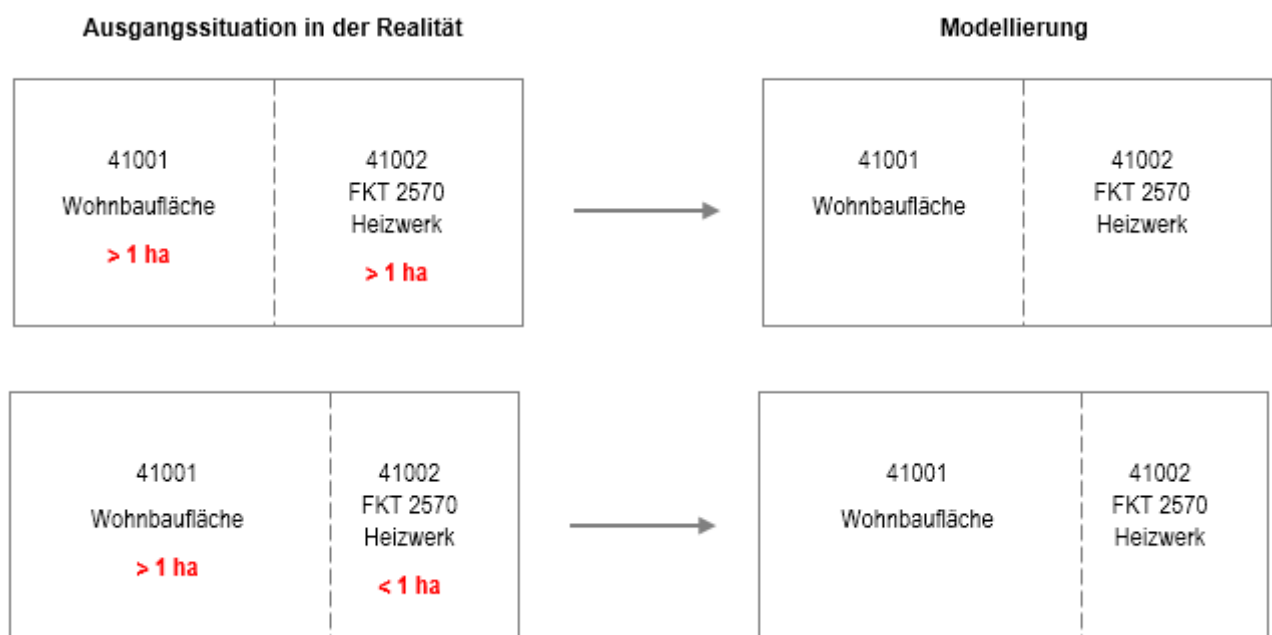 Ausgangssituation in der Realität
Modellierung
41001
Wohnbaufläche
> 1 ha
41002
FKT 2570
Heizwerk
> 1 ha
41001
Wohnbaufläche
41002
FKT 2570
Heizwerk
41001
Wohnbaufläche
> 1 ha
41002
FKT 2570
Heizwerk
< 1 ha
41001
Wohnbaufläche
41002
FKT 2570
Heizwerk